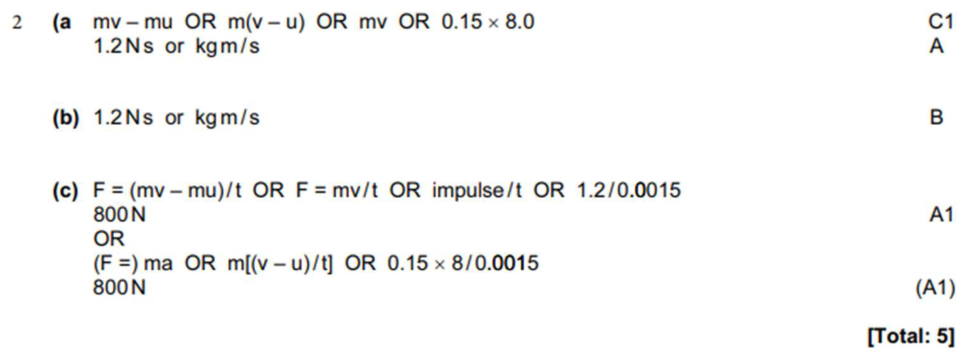 2 (a mv – mu OR m(v – u) OR mv OR 0.15 × 8.0 C1
1.2 N s or kg m/s A
(b) 1.2 N s or kg m/s B
(c) F = (mv – mu)/t OR F = mv/t OR impulse/t OR 1.2/0.0015
800 N A1
OR
(F =) ma OR m[(v – u)/t] OR 0.15 × 8/0.0015
800 N (A1)
[Total: 5]